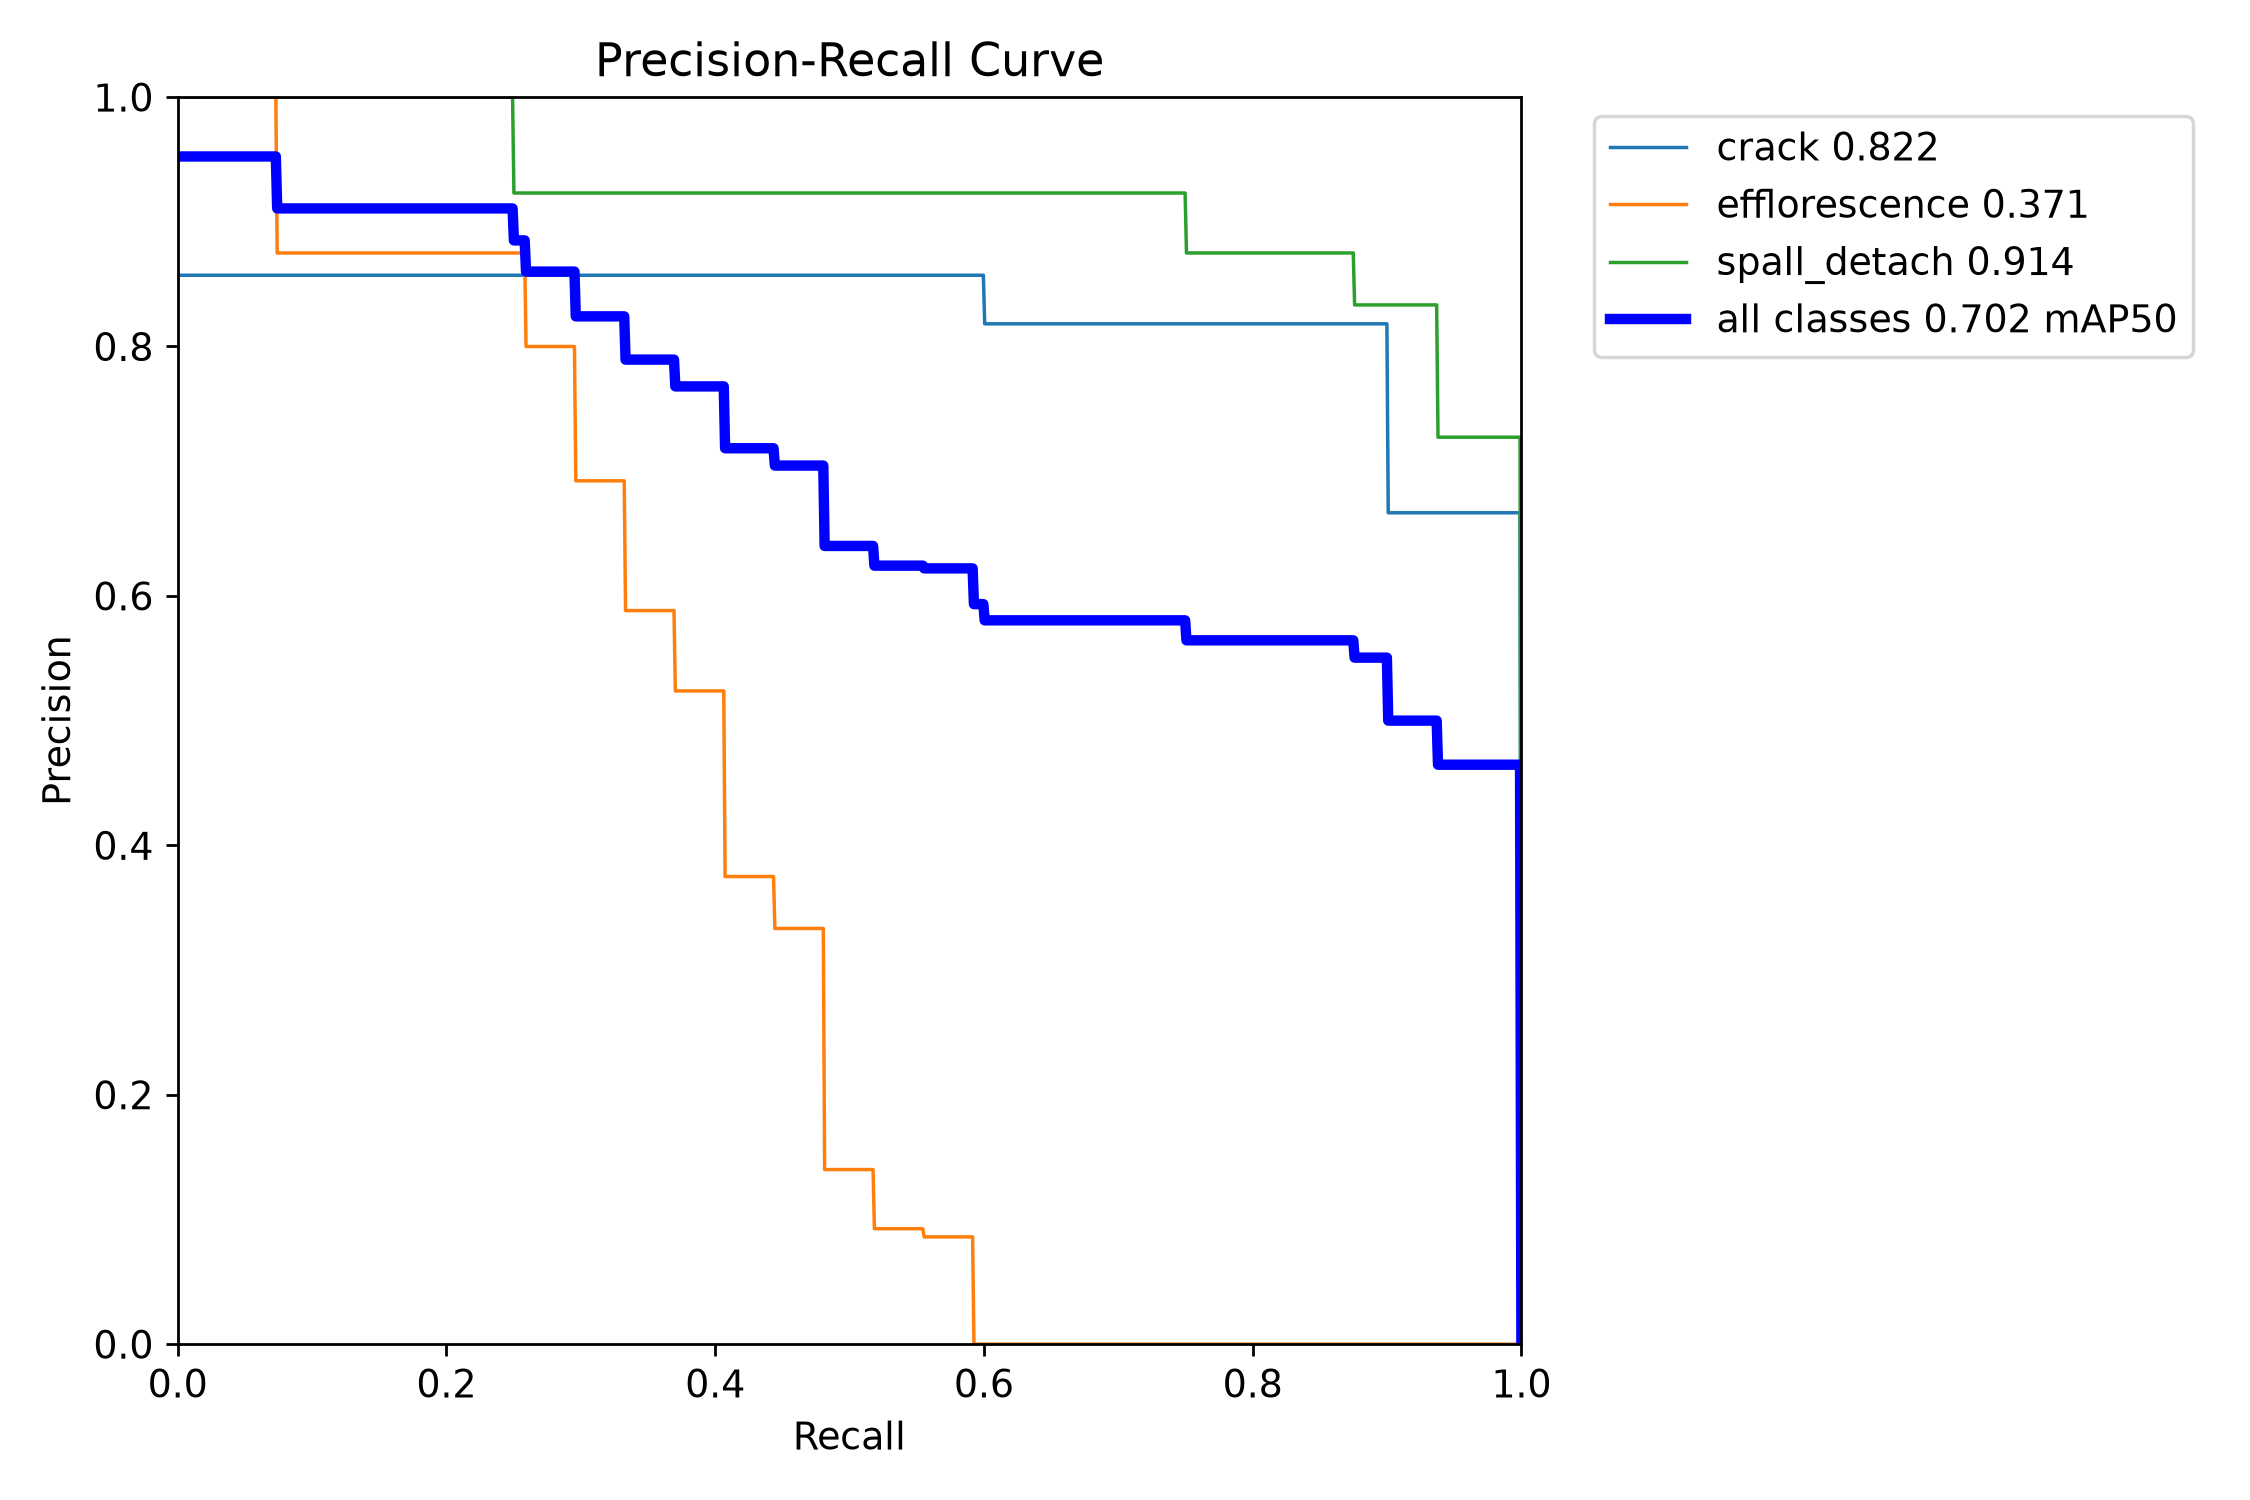 Precision-Recall Curve
1.0
0.8
0.6
0.4
0.2
0.0
Precision
0.0 0.2 0.4 0.6 0.8 1.0
Recall
crack 0.822
efflorescence 0.371
spall_detach 0.914
all classes 0.702 mAP50